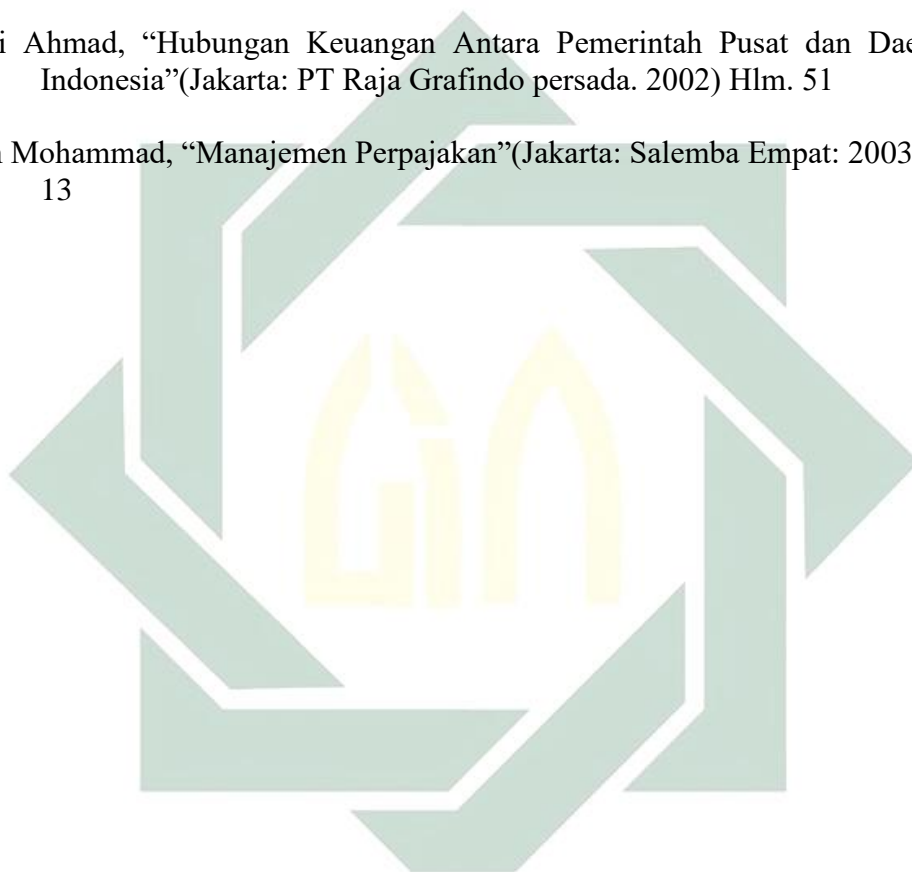 i Ahmad, “Hubungan Keuangan Antara Pemerintah Pusat dan Dae
Indonesia”(Jakarta: PT Raja Grafindo persada. 2002) Hlm. 51
n Mohammad, “Manajemen Perpajakan”(Jakarta: Salemba Empat: 2003
13